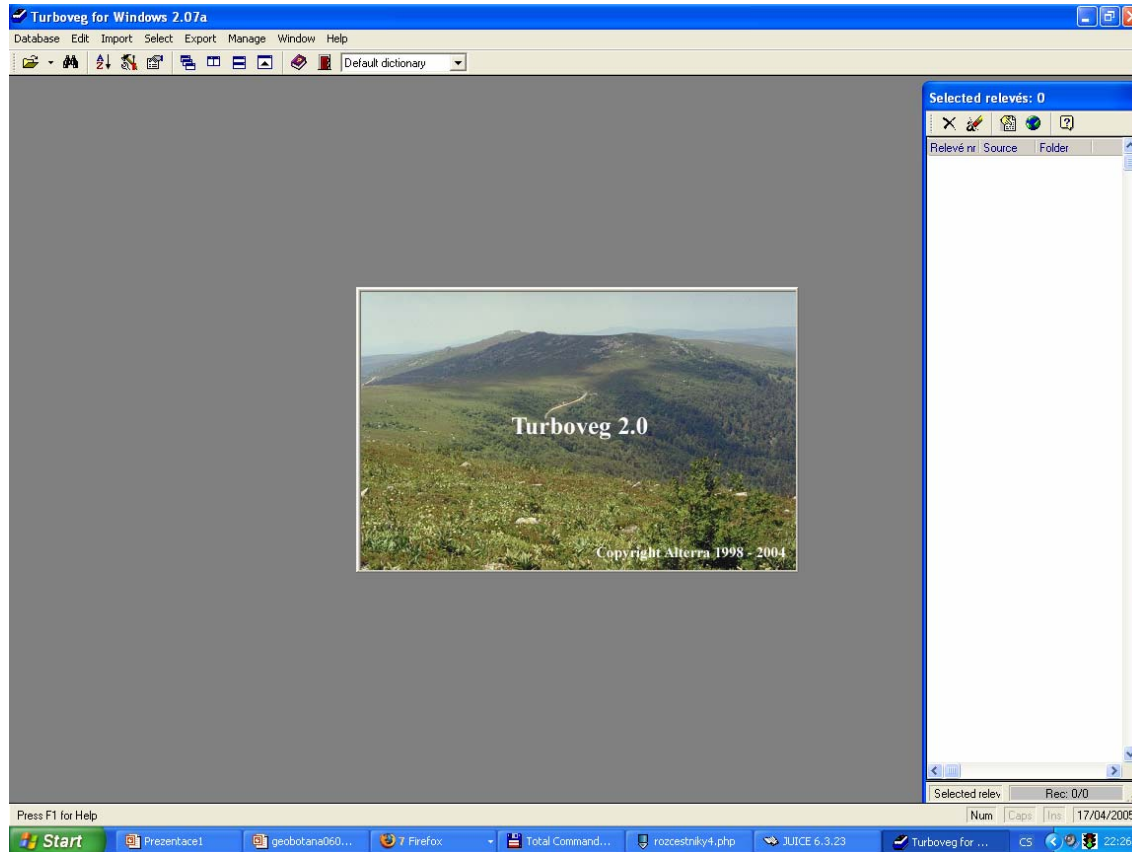 Turboveg for Windows 2.07a
Database Edit Import Select Export Manage Window Help
Default dictionary
Selected relevés: 0
Relevé nr Source Folder
Turboveg 2.0
Copyright Alterra 1998 - 2004
Selected relev Rec: 0/0
Press F1 for Help
Num Caps Ins 17/04/2005
Start Prezentace1 geobotana060... 7 Firefox Total Command... rozcestniky4.php JUICE 6.3.23 Turboveg for ... CS 22:26